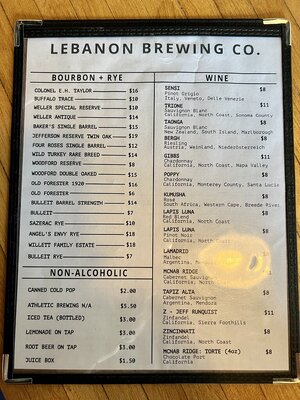 LEBANON BREWING CO.
BOURBON + RYE
COLONEL E.H. TAYLOR $16
BUFFALO TRACE $10
WELLER SPECIAL RESERVE $10
WELLER ANTIQUE $14
BAKER'S SINGLE BARREL $15
JEFFERSON RESERVE TWIN OAK $19
FOUR ROSES SINGLE BARREL $12
WILD TURKEY RARE BREED $14
WOODFORD RESERVE $8
WOODFORD DOUBLE OAKED $15
OLD FORESTER 1920 $16
OLD FORESTER $6
BULLEIT BARREL STRENGTH $14
BULLEIT $7
SAZERAC RYE $10
ANGEL'S ENVY RYE $18
WILLETT FAMILY ESTATE $18
BULLEIT RYE $7
NON-ALCOHOLIC
CANNED COLD POP $2.00
ATHLETIC BREWING N/A $5.50
ICED TEA (BOTTLED) $3.00
LEMONADE ON TAP $3.00
ROOT BEER ON TAP $3.00
JUICE BOX $1.50
WINE
SENSI $8
Pinot Grigio
Italy, Veneto, Delle Venezie
TRIONE $11
Sauvignon Blanc
California, North Coast, Sonoma County
TAONGA $8
Sauvignon Blanc
New Zealand, South Island, Marlborough
BERGH $8
Riesling
Austria, Weinland, Niederösterreich
GIBBS $11
Chardonnay
California, North Coast, Napa Valley
POPPY $8
Chardonnay
California, Monterey County, Santa Lucia
KUMUSHA $8
Rosé
South Africa, Western Cape, Breede River
LAPIS LUNA $8
Red Blend
California, North Coast
LAPIS LUNA $8
Pinot Noir
California, North
LAMADRID
Malbec
Argentina,
MCNAB RIDGE
Cabernet
California, North
TAPIZ ALTA $8
Cabernet Sauvignon
Argentina, Mendoza
Z - JEFF RUNQUIST $11
Zinfandel
California, Sierra Foothills
ZINCINNATI $8
Zinfandel
California, North Coast
MCNAB RIDGE: TORTE (4oz) $8
Chocolate Port
California